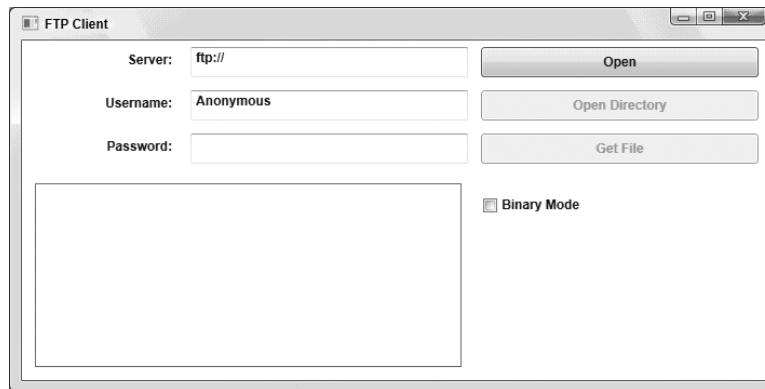 FTP Client
Server: ftp:// Open
Username: Anonymous Open Directory
Password: Get File
Binary Mode